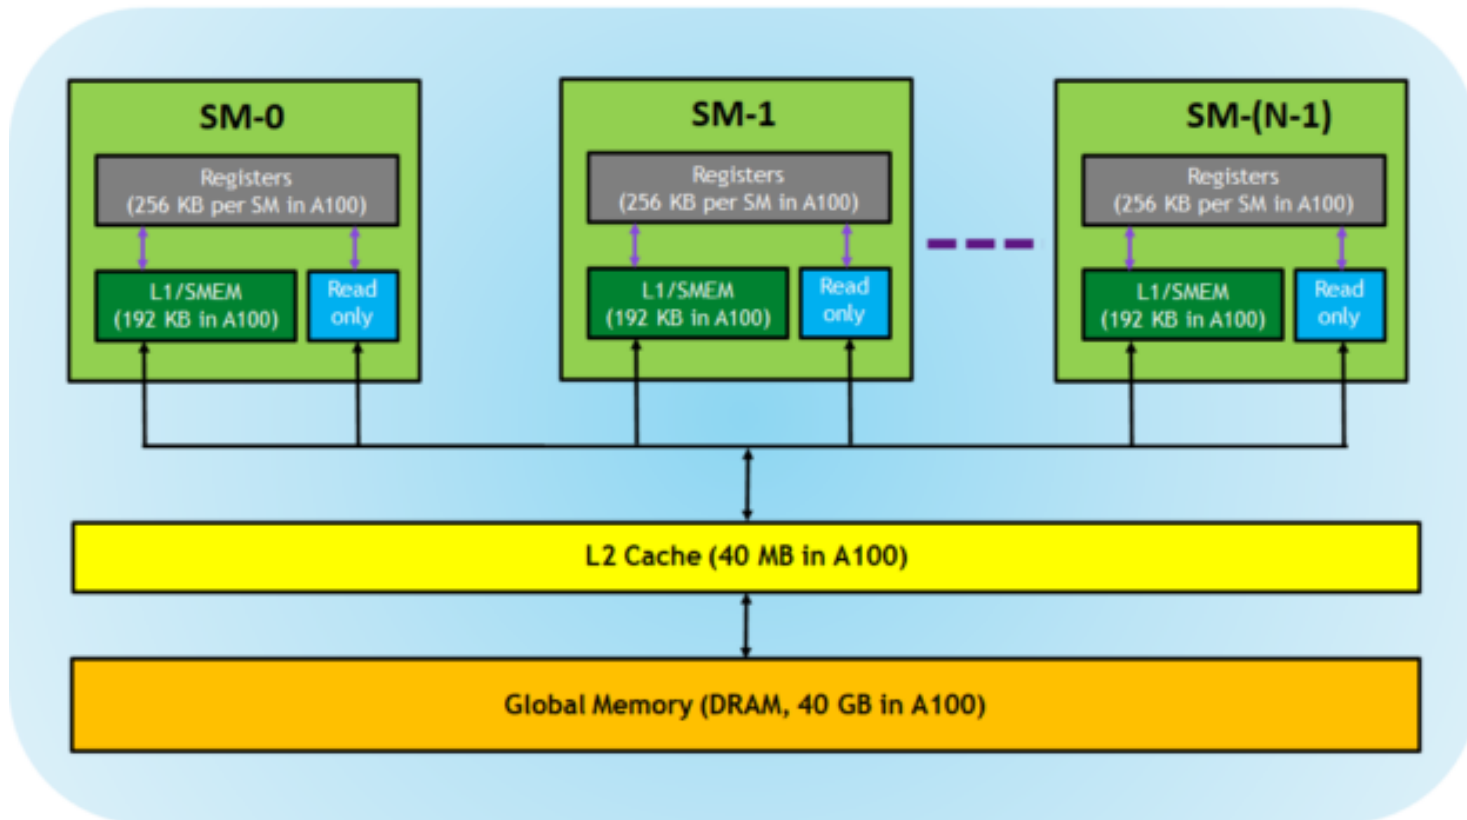 SM-0
Registers
(256 KB per SM in A100)
L1/SMEM
(192 KB in A100)
Read
only
SM-1
Registers
(256 KB per SM in A100)
L1/SMEM
(192 KB in A100)
Read
only
SM-(N-1)
Registers
(256 KB per SM in A100)
L1/SMEM
(192 KB in A100)
Read
only
L2 Cache (40 MB in A100)
Global Memory (DRAM, 40 GB in A100)